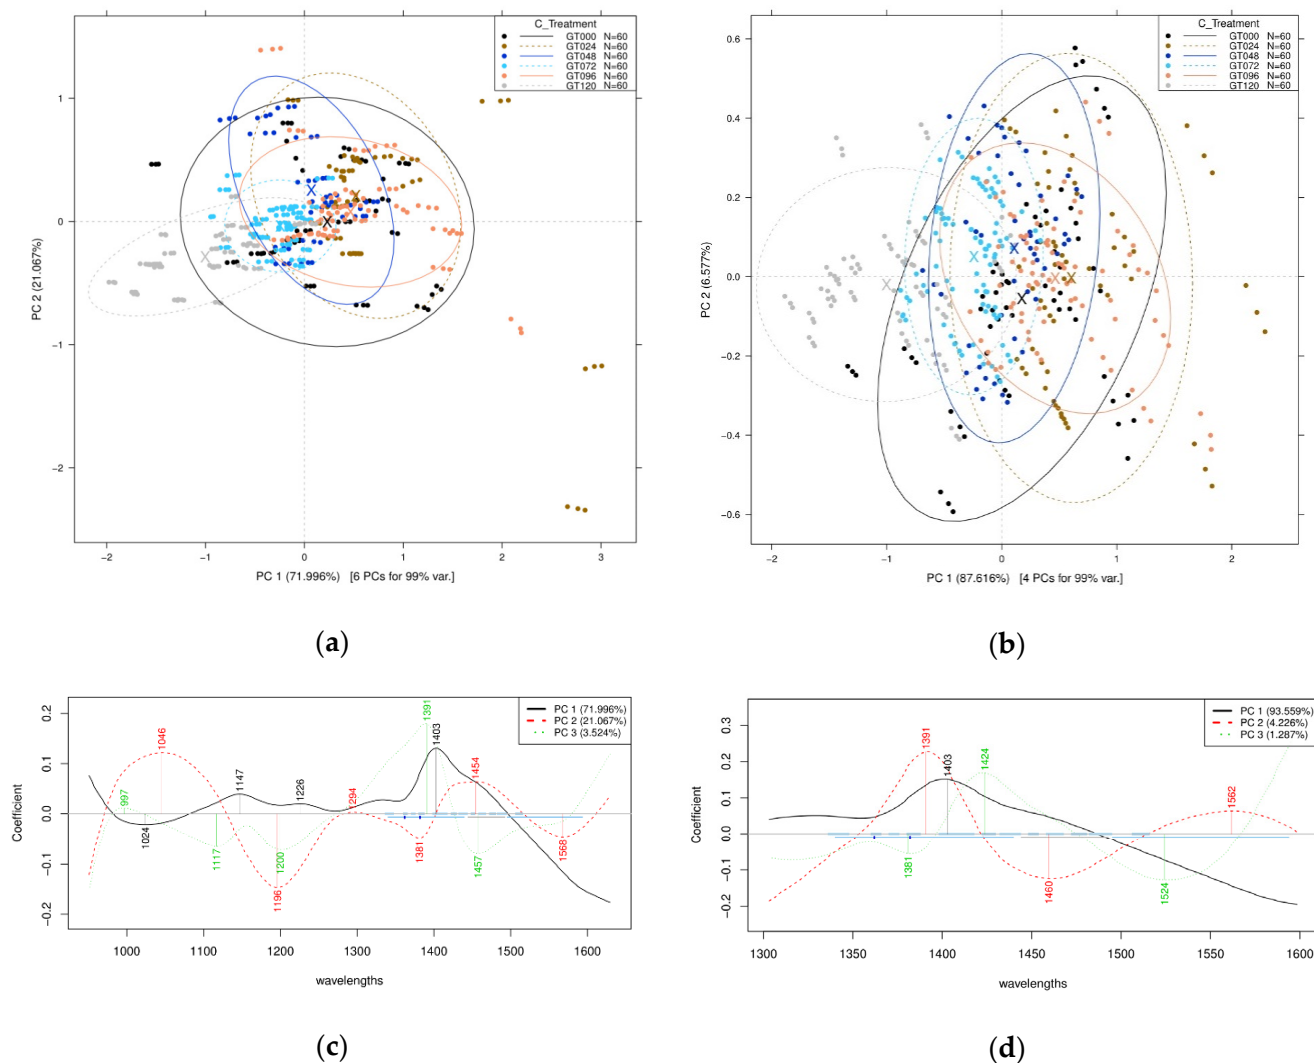 C_Treatment
GT000 N=60
GT024 N=60
GT048 N=60
GT072 N=60
GT096 N=60
GT120 N=60
PC 2 (21.067%)
1
0
−1
−2
−2 −1 0 1 2 3
PC 1 (71.996%) [6 PCs for 99% var.]
(a)
C_Treatment
GT000 N=60
GT024 N=60
GT048 N=60
GT072 N=60
GT096 N=60
GT120 N=60
PC 2 (6.577%)
0.6
0.4
0.2
0.0
−0.2
−0.4
−0.6
−2 −1 0 1 2
PC 1 (87.616%) [4 PCs for 99% var.]
(b)
PC 1 (71.996%)
PC 2 (21.067%)
PC 3 (3.524%)
Coefficient
0.2
0.1
0.0
−0.1
−0.2
997
1024
1046
1117
1147
1196
1200
1226
1294
1381
1391
1403
1454
1457
1568
1000 1100 1200 1300 1400 1500 1600
wavelengths
(c)
PC 1 (93.559%)
PC 2 (4.226%)
PC 3 (1.287%)
Coefficient
0.3
0.2
0.1
0.0
−0.1
−0.2
1381
1391
1403
1424
1460
1524
1562
1300 1350 1400 1450 1500 1550 1600
wavelengths
(d)